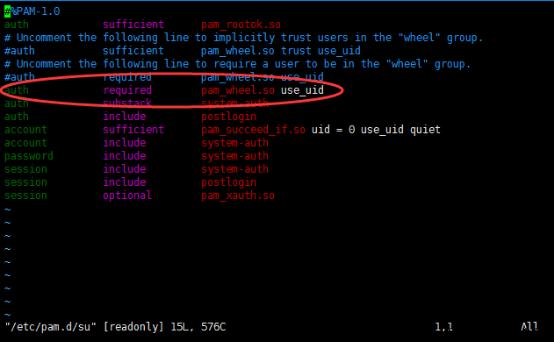 #%PAM-1.0
auth sufficient pam_rootok.so
# Uncomment the following line to implicitly trust users in the "wheel" group.
#auth sufficient pam_wheel.so trust use_uid
# Uncomment the following line to require a user to be in the "wheel" group.
#auth required pam_wheel.so use_uid
auth required pam_wheel.so use_uid
auth substack system-auth
auth include postlogin
account sufficient pam_succeed_if.so uid = 0 use_uid quiet
account include system-auth
password include system-auth
session include system-auth
session include postlogin
session optional pam_xauth.so
~
~
~
~
~
~
~
~
~
"/etc/pam.d/su" [readonly] 15L, 576C 1,1 All